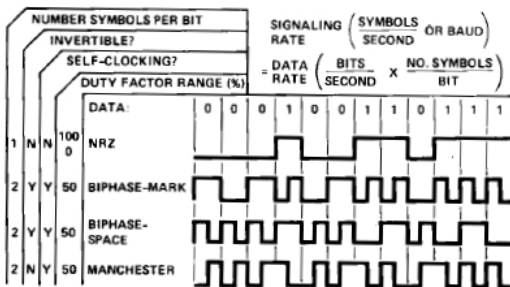 NUMBER SYMBOLS PER BIT
INVERTIBLE?
SELF-CLOCKING?
DUTY FACTOR RANGE (%)
SIGNALING RATE (SYMBOLS/SECOND OR BAUD)
= DATA RATE (BITS/SECOND X NO. SYMBOLS/BIT)
DATA: 0 0 0 1 0 0 1 1 0 1 1 1
1 N N 100 0 NRZ
2 Y Y 50 BIPHASE-MARK
2 Y Y 50 BIPHASE-SPACE
2 N Y 50 MANCHESTER